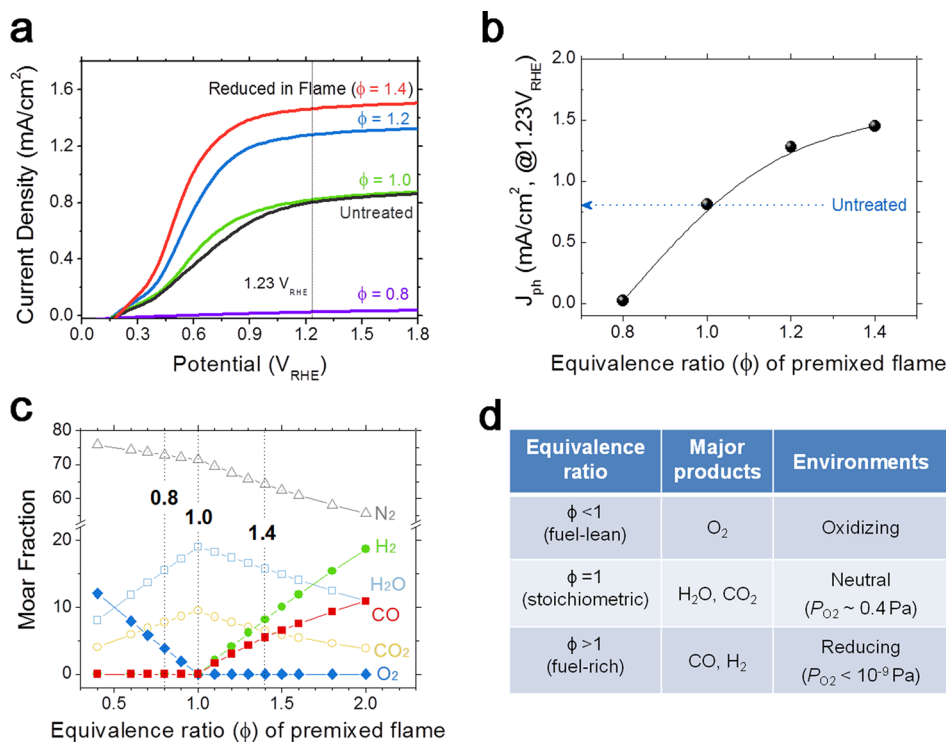 a
Current Density (mA/cm²)
1.6
1.2
0.8
0.4
0.0
Reduced in Flame (ϕ = 1.4)
ϕ = 1.2
ϕ = 1.0
Untreated
1.23 V_RHE
ϕ = 0.8
0.0 0.3 0.6 0.9 1.2 1.5 1.8
Potential (V_RHE)
b
J_ph (mA/cm², @1.23V_RHE)
2.0
1.5
1.0
0.5
0.0
Untreated
0.8 1.0 1.2 1.4
Equivalence ratio (ϕ) of premixed flame
c
Moar Fraction
80
70
60
20
10
0
N₂
0.8
1.0
1.4
H₂
H₂O
CO
CO₂
O₂
0.5 1.0 1.5 2.0
Equivalence ratio (ϕ) of premixed flame
d
Equivalence ratio
Major products
Environments
ϕ <1
(fuel-lean)
O₂
Oxidizing
ϕ =1
(stoichiometric)
H₂O, CO₂
Neutral
(P_O2 ~ 0.4 Pa)
ϕ >1
(fuel-rich)
CO, H₂
Reducing
(P_O2 < 10⁻⁹ Pa)